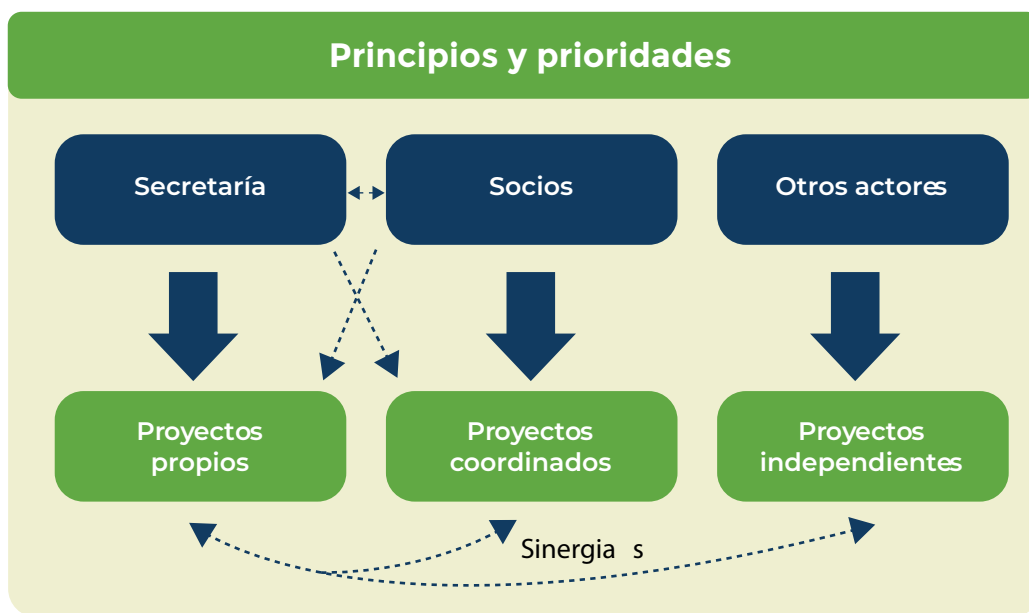 Principios y prioridades
Secretaría
Socios
Otros actores
Proyectos
propios
Proyectos
coordinados
Proyectos
independientes
Sinergia s